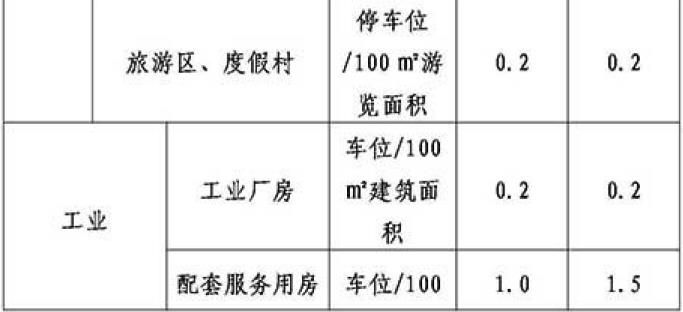 停车位
旅游区、度假村 /100 ㎡游 0.2 0.2
览面积
车位/100
工业厂房 ㎡建筑面 0.2 0.2
积
工业
配套服务用房 车位/100 1.0 1.5